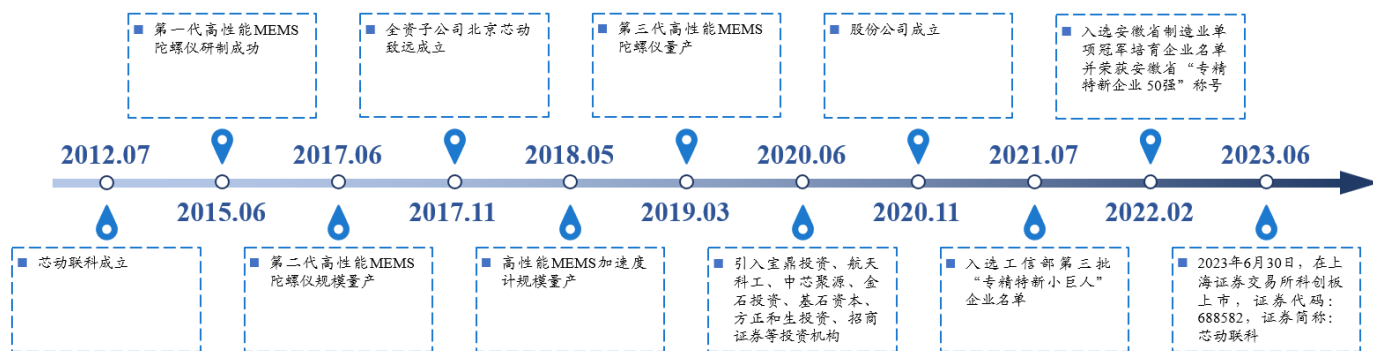 ■ 第一代高性能MEMS
陀螺仪研制成功
■ 全资子公司北京芯动
致远成立
■ 第三代高性能MEMS
陀螺仪量产
■ 股份公司成立
■ 入选安徽省制造业单
项冠军培育企业名单
并荣获安徽省“专精
特新企业 50强”称号
2012.07
2017.06
2018.05
2020.06
2021.07
2023.06
2015.06
2017.11
2019.03
2020.11
2022.02
■ 芯动联科成立
■ 第二代高性能MEMS
陀螺仪规模量产
■ 高性能MEMS加速度
计规模量产
■ 引入宝鼎投资、航天
科工、中芯聚源、金
石投资、基石资本、
方正和生投资、招商
证券等投资机构
■ 入选工信部第三批
“专精特新小巨人”
企业名单
■ 2023年6月30日，在上
海证券交易所科创板
上市，证券代码：
688582，证券简称：
芯动联科